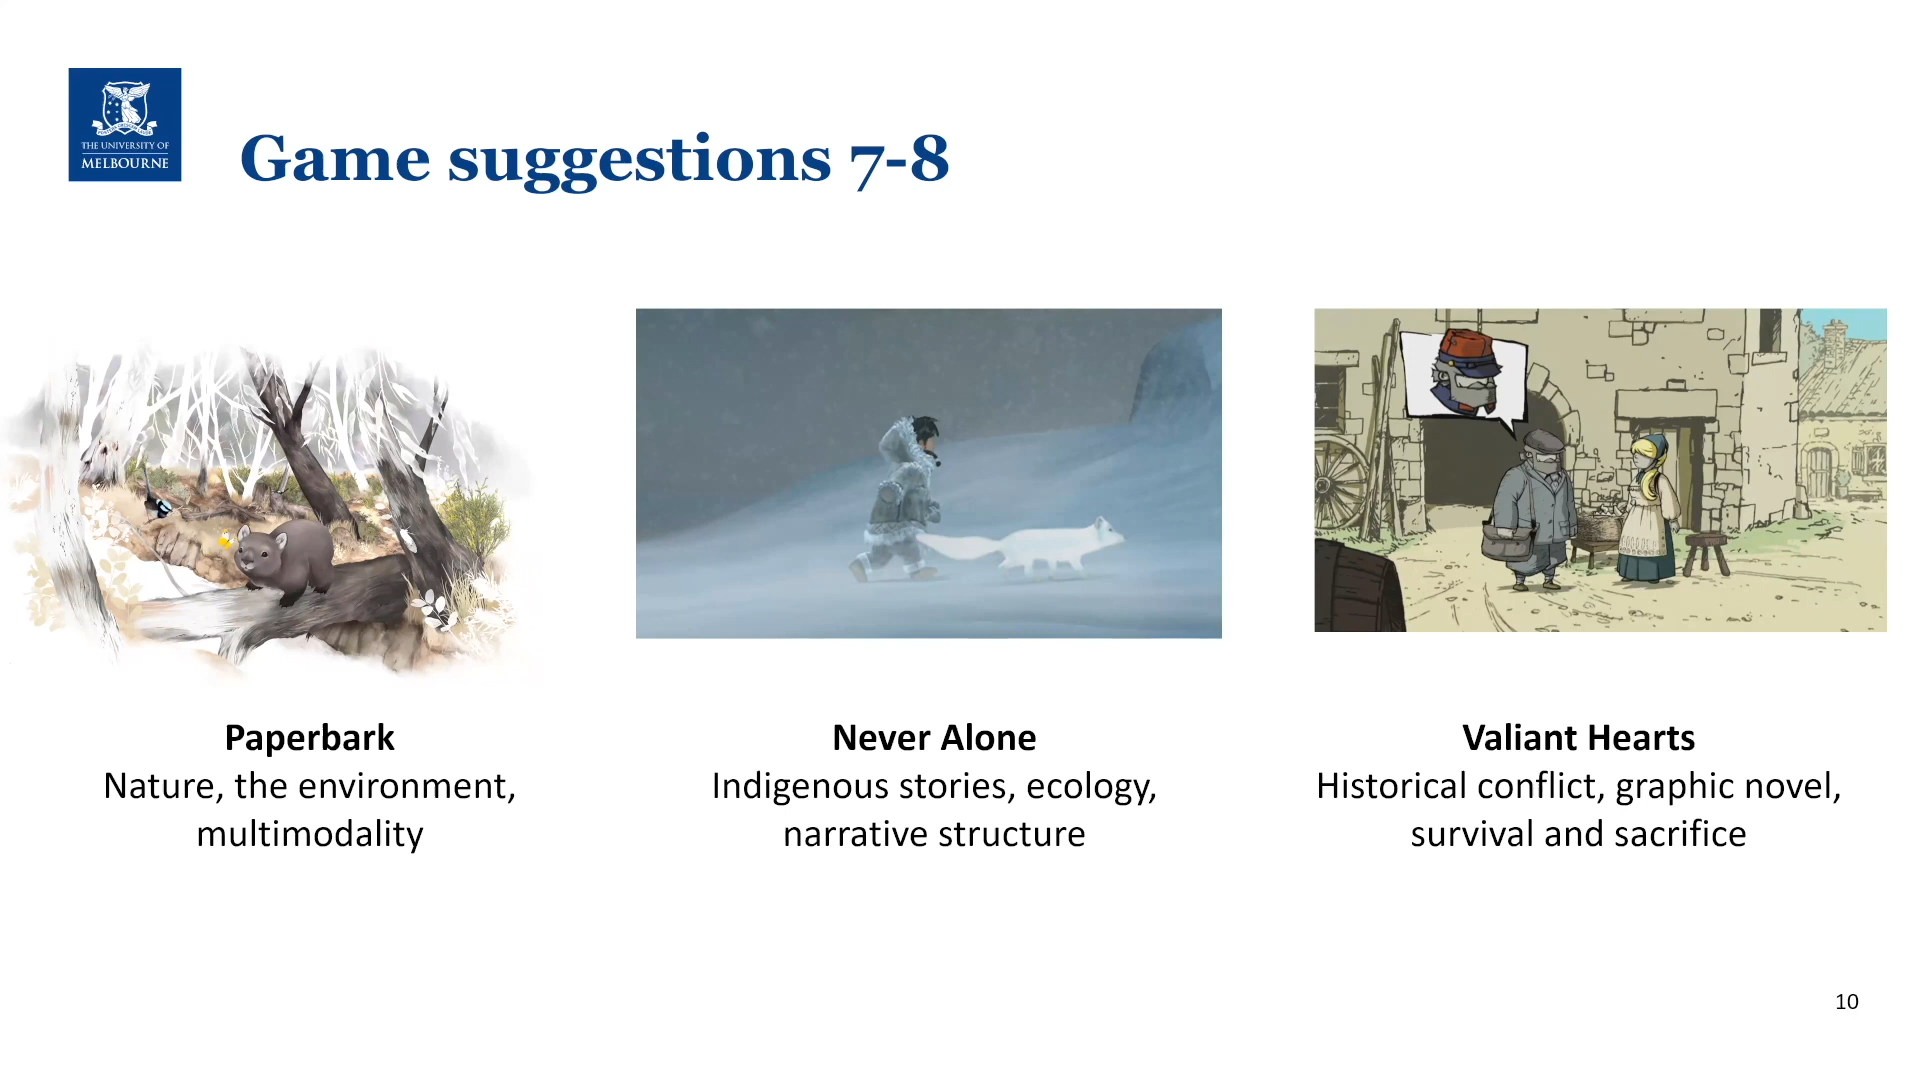 THE UNIVERSITY OF
MELBOURNE
Game suggestions 7-8
Paperbark
Nature, the environment,
multimodality
Never Alone
Indigenous stories, ecology,
narrative structure
Valiant Hearts
Historical conflict, graphic novel,
survival and sacrifice
10